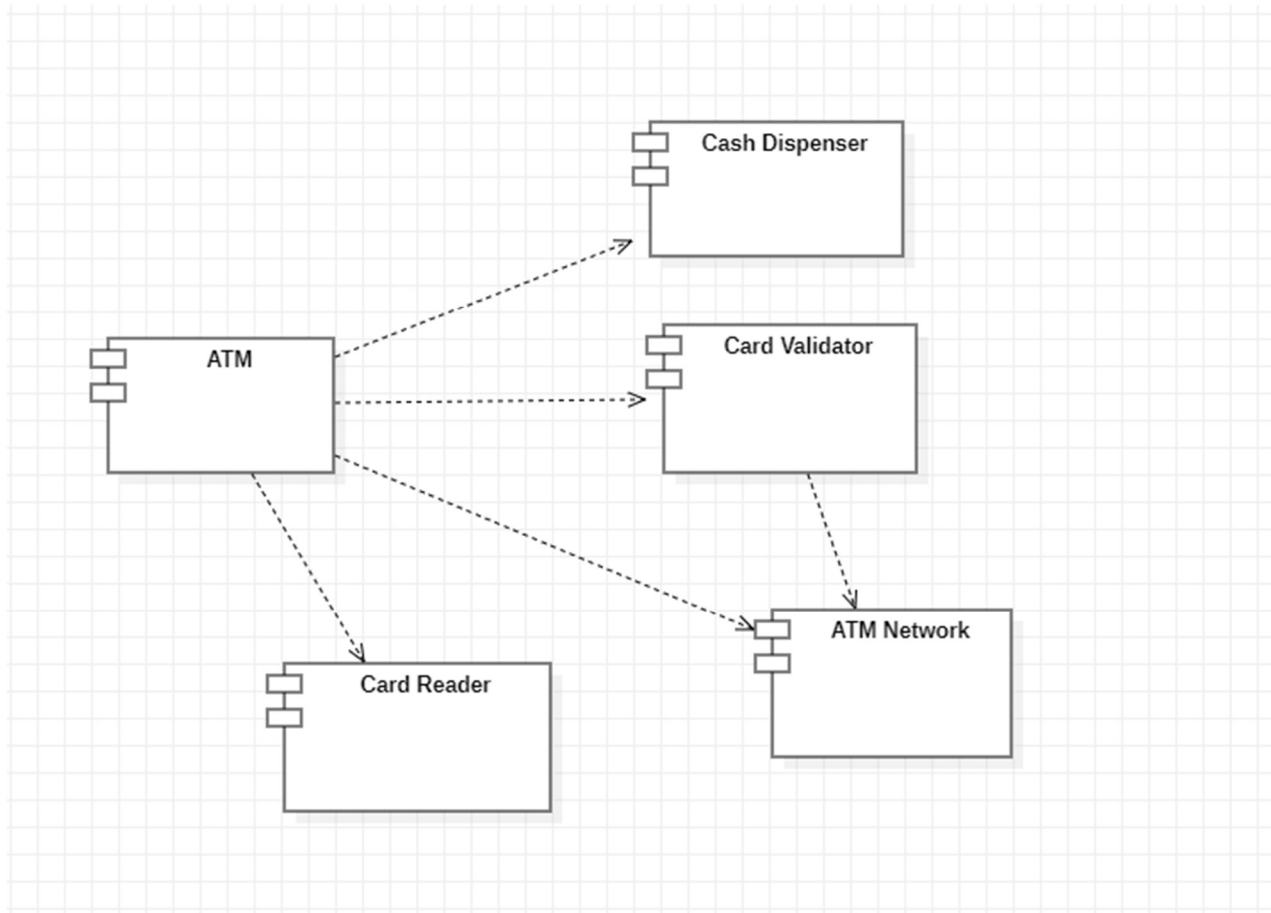 Cash Dispenser
Card Validator
ATM
ATM Network
Card Reader